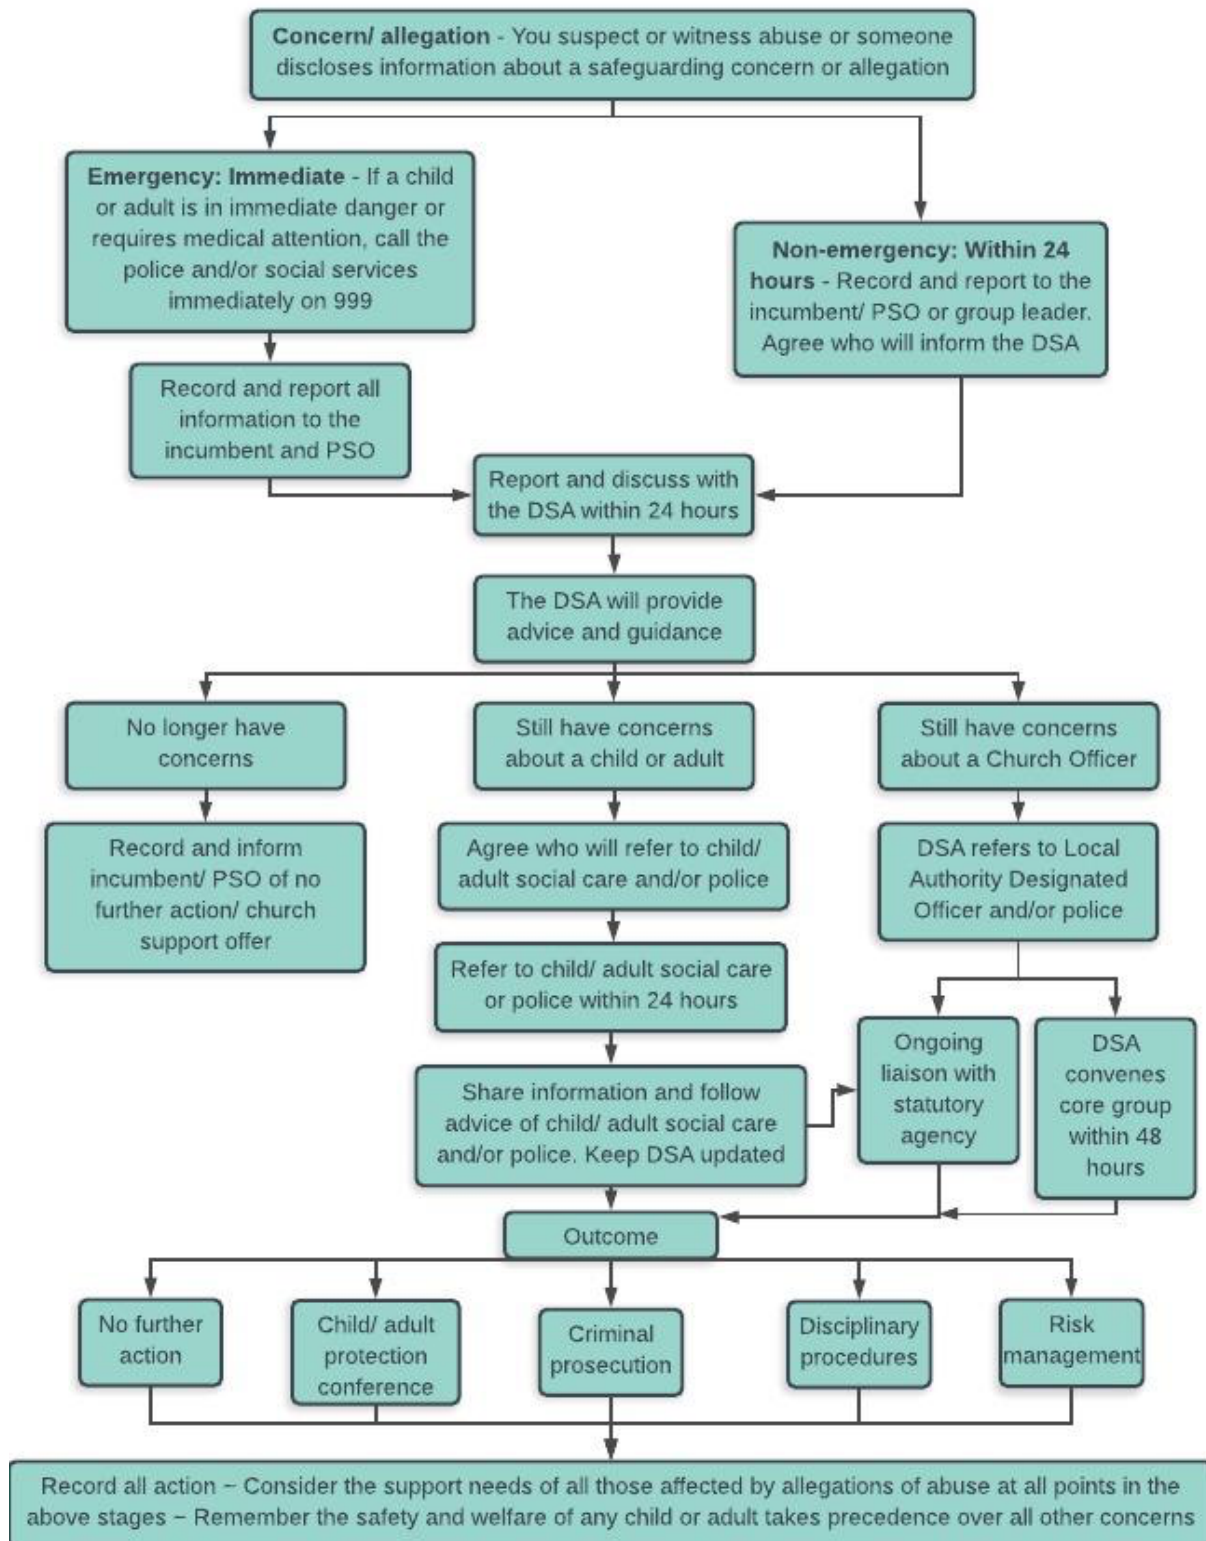 Concern/ allegation - You suspect or witness abuse or someone
discloses information about a safeguarding concern or allegation
Emergency: Immediate - If a child
or adult is in immediate danger or
requires medical attention, call the
police and/or social services
immediately on 999
Non-emergency: Within 24
hours - Record and report to the
incumbent/ PSO or group leader.
Agree who will inform the DSA
Record and report all
information to the
incumbent and PSO
Report and discuss with
the DSA within 24 hours
The DSA will provide
advice and guidance
No longer have
concerns
Still have concerns
about a child or adult
Still have concerns
about a Church Officer
Record and inform
incumbent/ PSO of no
further action/ church
support offer
Agree who will refer to child/
adult social care and/or police
DSA refers to Local
Authority Designated
Officer and/or police
Refer to child/ adult social care
or police within 24 hours
Ongoing
liaison with
statutory
agency
DSA
convenes
core group
within 48
hours
Share information and follow
advice of child/ adult social care
and/or police. Keep DSA updated
Outcome
No further
action
Child/ adult
protection
conference
Criminal
prosecution
Disciplinary
procedures
Risk
management
Record all action − Consider the support needs of all those affected by allegations of abuse at all points in the
above stages − Remember the safety and welfare of any child or adult takes precedence over all other concerns